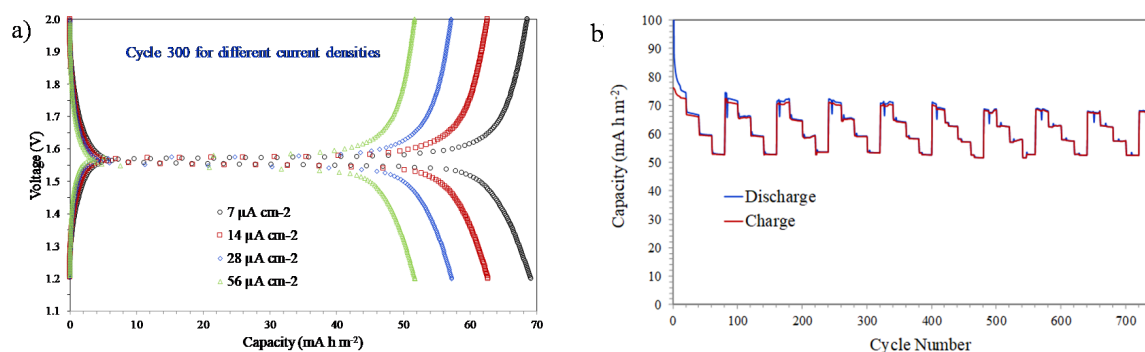 a)
Cycle 300 for different current densities
Voltage (V)
2.0
1.9
1.8
1.7
1.6
1.5
1.4
1.3
1.2
1.1
7 µA cm-2
14 µA cm-2
28 µA cm-2
56 µA cm-2
0 10 20 30 40 50 60 70
Capacity (mA h m-2)
b)
Capacity (mA h m-2)
100
90
80
70
60
50
40
30
20
10
0
Discharge
Charge
0 100 200 300 400 500 600 700
Cycle Number